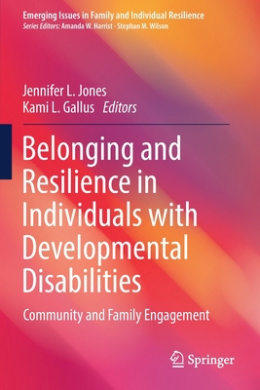 Emerging Issues in Family and Individual Resilience
Series Editors: Amanda W. Harrist · Stephan M. Wilson
Jennifer L. Jones
Kami L. Gallus Editors
Belonging and
Resilience in
Individuals with
Developmental
Disabilities
Community and Family Engagement
Springer